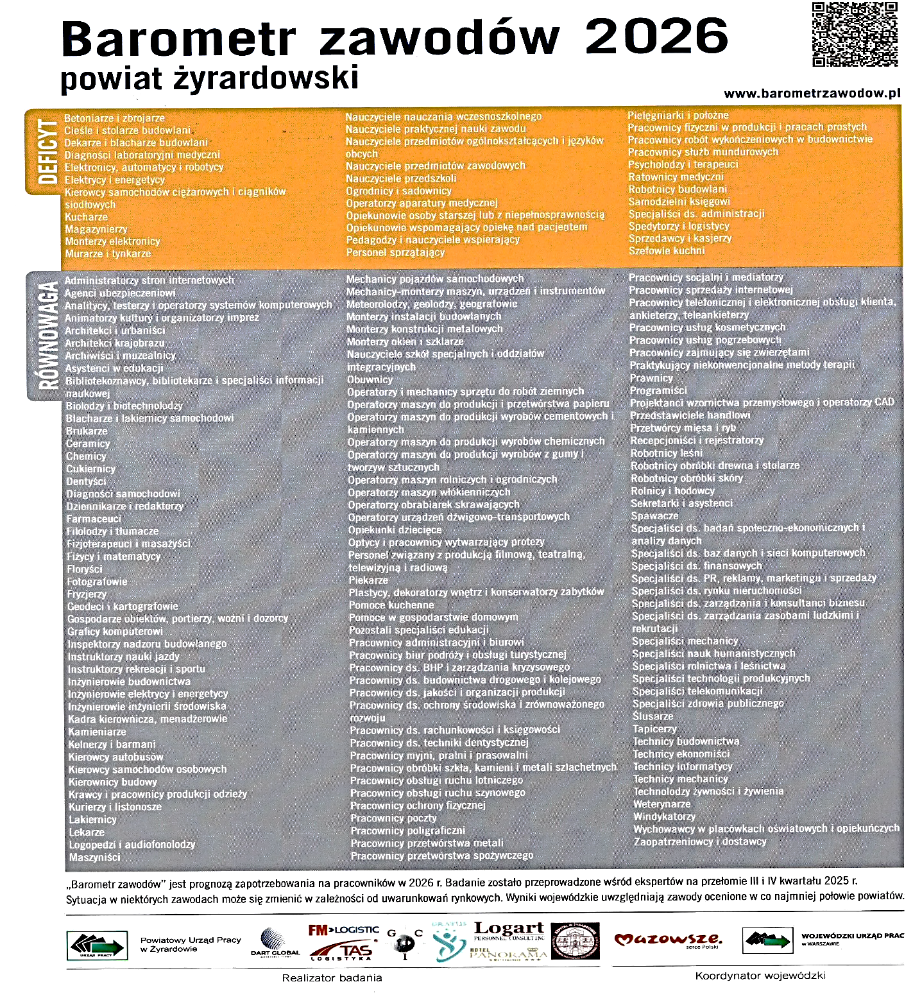 Barometr zawodów 2026
powiat żyrardowski
www.barometrzawodow.pl
DEFICYT
Betoniarze i zbrojarze
Cieśle i stolarze budowlani
Dekarze i blacharze budowlani
Diagności laboratoryjni medyczni
Elektronicy, automatycy i robotycy
Elektrycy i energetycy
Kierowcy samochodów ciężarowych i ciągników
siodłowych
Kucharze
Magazynierzy
Monterzy elektronicy
Murarze i tynkarze
Nauczyciele nauczania wczesnoszkolnego
Nauczyciele praktycznej nauki zawodu
Nauczyciele przedmiotów ogólnokształcących i języków
obcych
Nauczyciele przedmiotów zawodowych
Nauczyciele przedszkoli
Ogrodnicy i sadownicy
Operatorzy aparatury medycznej
Opiekunowie osoby starszej lub z niepełnosprawnością
Opiekunowie wspomagający opiekę nad pacjentem
Pedagodzy i nauczyciele wspierający
Personel sprzątający
Pielęgniarki i położne
Pracownicy fizyczni w produkcji i pracach prostych
Pracownicy robót wykończeniowych w budownictwie
Pracownicy służb mundurowych
Psycholodzy i terapeuci
Ratownicy medyczni
Robotnicy budowlani
Samodzielni księgowi
Specjaliści ds. administracji
Spedytorzy i logistycy
Sprzedawcy i kasjerzy
Szefowie kuchni
RÓWNOWAGA
Administratorzy stron internetowych
Agenci ubezpieczeniowi
Analitycy, testerzy i operatorzy systemów komputerowych
Animatorzy kultury i organizatorzy imprez
Architekci i urbaniści
Architekci krajobrazu
Archiwiści i muzealnicy
Asystenci w edukacji
Bibliotekoznawcy, bibliotekarze i specjaliści informacji
naukowej
Biolodzy i biotechnolodzy
Blacharze i lakiernicy samochodowi
Brukarze
Ceramicy
Chemicy
Cukiernicy
Dentyści
Diagności samochodowi
Dziennikarze i redaktorzy
Farmaceuci
Filolodzy i tłumacze
Fizjoterapeuci i masażyści
Fizycy i matematycy
Floryści
Fotografowie
Fryzjerzy
Geodeci i kartografowie
Gospodarze obiektów, portierzy, woźni i dozorcy
Graficy komputerowi
Inspektorzy nadzoru budowlanego
Instruktorzy nauki jazdy
Instruktorzy rekreacji i sportu
Inżynierowie budownictwa
Inżynierowie elektrycy i energetycy
Inżynierowie inżynierii środowiska
Kadra kierownicza, menadżerowie
Kamieniarze
Kelnerzy i barmani
Kierowcy autobusów
Kierowcy samochodów osobowych
Kierownicy budowy
Krawcy i pracownicy produkcji odzieży
Kurierzy i listonosze
Lakiernicy
Lekarze
Logopedzi i audiofonolodzy
Maszyniści
Mechanicy pojazdów samochodowych
Mechanicy-monterzy maszyn, urządzeń i instrumentów
Meteorolodzy, geolodzy, geografowie
Monterzy instalacji budowlanych
Monterzy konstrukcji metalowych
Monterzy okien i szklarze
Nauczyciele szkół specjalnych i oddziałów
integracyjnych
Obuwnicy
Operatorzy i mechanicy sprzętu do robót ziemnych
Operatorzy maszyn do produkcji i przetwórstwa papieru
Operatorzy maszyn do produkcji wyrobów cementowych i
kamiennych
Operatorzy maszyn do produkcji wyrobów chemicznych
Operatorzy maszyn do produkcji wyrobów z gumy i
tworzyw sztucznych
Operatorzy maszyn rolniczych i ogrodniczych
Operatorzy maszyn włókienniczych
Operatorzy obrabiarek skrawających
Operatorzy urządzeń dźwigowo-transportowych
Opiekunki dziecięce
Optycy i pracownicy wytwarzający protezy
Personel związany z produkcją filmową, teatralną,
telewizyjną i radiową
Piekarze
Plastycy, dekoratorzy wnętrz i konserwatorzy zabytków
Pomoce kuchenne
Pomoce w gospodarstwie domowym
Pozostali specjaliści edukacji
Pracownicy administracyjni i biurowi
Pracownicy biur podróży i obsługi turystycznej
Pracownicy ds. BHP i zarządzania kryzysowego
Pracownicy ds. budownictwa drogowego i kolejowego
Pracownicy ds. jakości i organizacji produkcji
Pracownicy ds. ochrony środowiska i zrównoważonego
rozwoju
Pracownicy ds. rachunkowości i księgowości
Pracownicy ds. techniki dentystycznej
Pracownicy myjni, pralni i prasowalni
Pracownicy obróbki szkła, kamieni i metali szlachetnych
Pracownicy obsługi ruchu lotniczego
Pracownicy obsługi ruchu szynowego
Pracownicy ochrony fizycznej
Pracownicy poczty
Pracownicy poligraficzni
Pracownicy przetwórstwa metali
Pracownicy przetwórstwa spożywczego
Pracownicy socjalni i mediatorzy
Pracownicy sprzedaży internetowej
Pracownicy telefonicznej i elektronicznej obsługi klienta,
ankieterzy, teleankieterzy
Pracownicy usług kosmetycznych
Pracownicy usług pogrzebowych
Pracownicy zajmujący się zwierzętami
Praktykujący niekonwencjonalne metody terapii
Prawnicy
Programiści
Projektanci wzornictwa przemysłowego i operatorzy CAD
Przedstawiciele handlowi
Przetwórcy mięsa i ryb
Recepcjoniści i rejestratorzy
Robotnicy leśni
Robotnicy obróbki drewna i stolarze
Robotnicy obróbki skóry
Rolnicy i hodowcy
Sekretarki i asystenci
Spawacze
Specjaliści ds. badań społeczno-ekonomicznych i
analizy danych
Specjaliści ds. baz danych i sieci komputerowych
Specjaliści ds. finansowych
Specjaliści ds. PR, reklamy, marketingu i sprzedaży
Specjaliści ds. rynku nieruchomości
Specjaliści ds. zarządzania i konsultanci biznesu
Specjaliści ds. zarządzania zasobami ludzkimi i
rekrutacji
Specjaliści mechanicy
Specjaliści nauk humanistycznych
Specjaliści rolnictwa i leśnictwa
Specjaliści technologii produkcyjnych
Specjaliści telekomunikacji
Specjaliści zdrowia publicznego
Ślusarze
Tapicerzy
Technicy budownictwa
Technicy ekonomiści
Technicy informatycy
Technicy mechanicy
Technolodzy żywności i żywienia
Weterynarze
Windykatorzy
Wychowawcy w placówkach oświatowych i opiekuńczych
Zaopatrzeniowcy i dostawcy
„Barometr zawodów” jest prognozą zapotrzebowania na pracowników w 2026 r. Badanie zostało przeprowadzone wśród ekspertów na przełomie III i IV kwartału 2025 r.
Sytuacja w niektórych zawodach może się zmienić w zależności od uwarunkowań rynkowych. Wyniki wojewódzkie uwzględniają zawody ocenione w co najmniej połowie powiatów.
URZĄD PRACY
Powiatowy Urząd Pracy
w Żyrardowie
DART GLOBAL
FM>LOGISTIC
TAS
LOGISTYKA
G C
I
GRATUS
Logart
PERSONNEL CONSULTING
HOTEL
PANORAMA
Mazowsze.
serce Polski
URZĄD PRACY
WOJEWÓDZKI URZĄD PRAC
w WARSZAWIE
Realizator badania
Koordynator wojewódzki